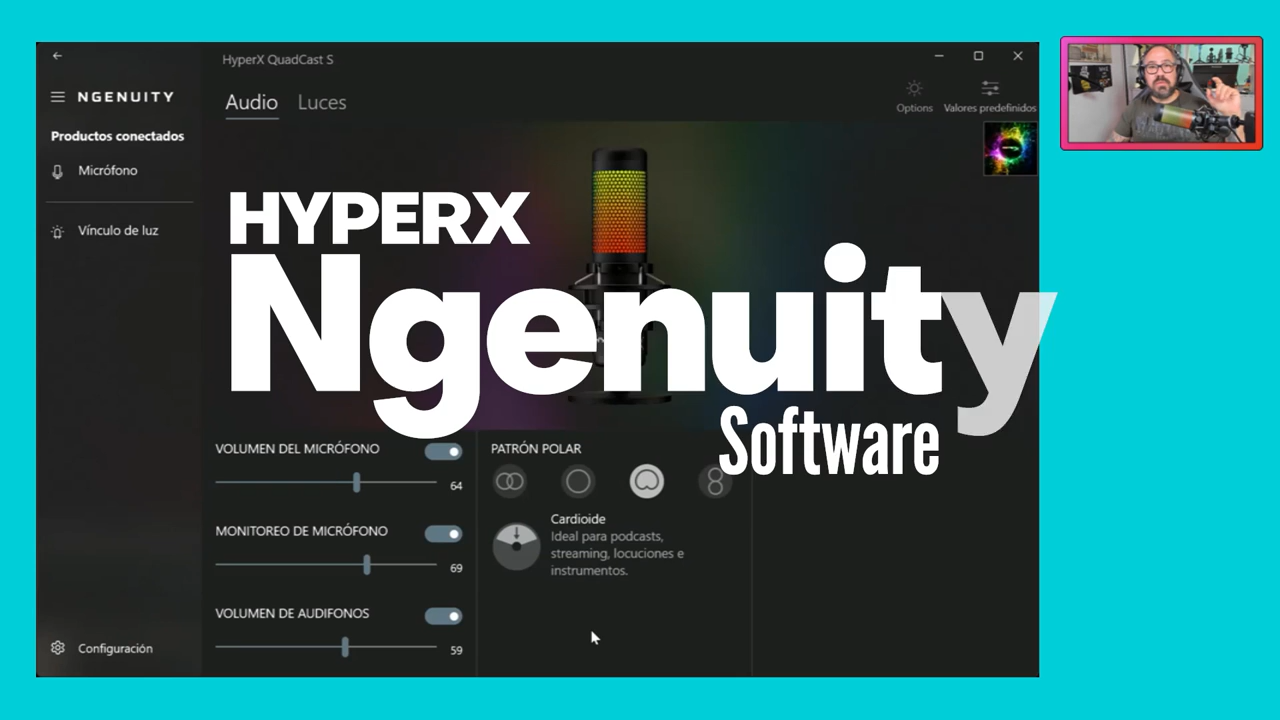 HyperX QuadCast S
NGENUITY
Audio Luces
Options Valores predefinidos
Productos conectados
Micrófono
Vínculo de luz
HYPERX
Ngenuity
Software
VOLUMEN DEL MICRÓFONO
64
MONITOREO DE MICRÓFONO
69
VOLUMEN DE AUDIFONOS
59
PATRÓN POLAR
Cardioide
Ideal para podcasts,
streaming, locuciones e
instrumentos.
Configuración